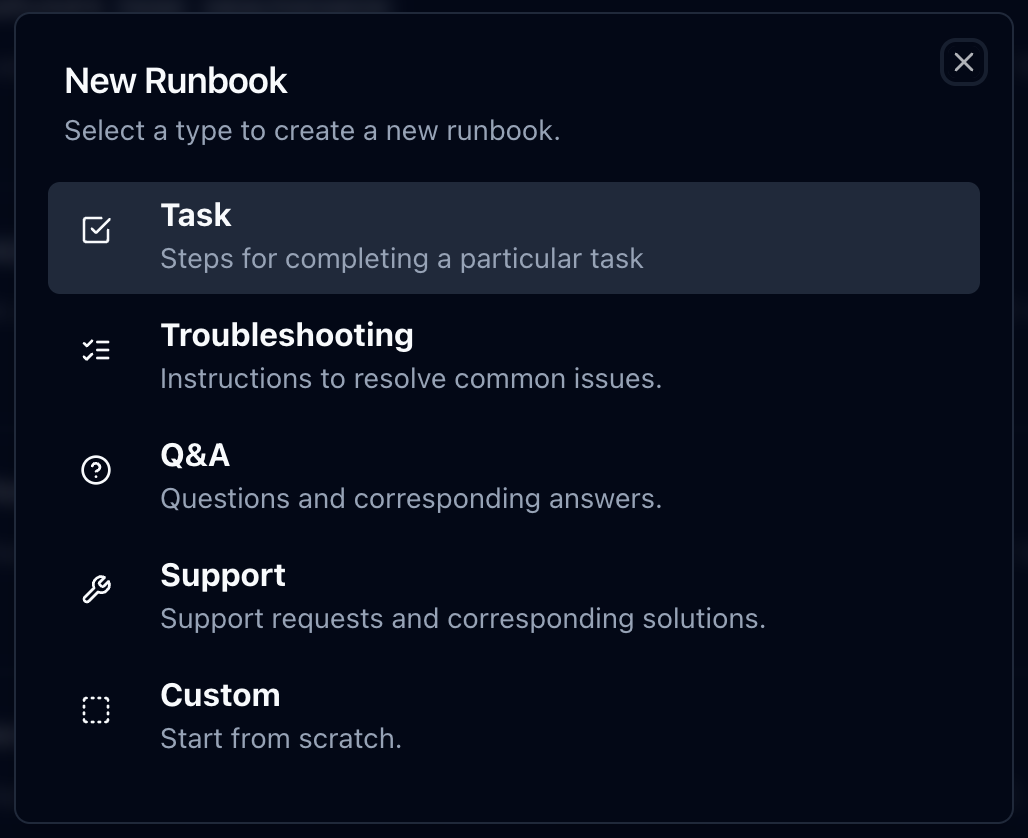 New Runbook
Select a type to create a new runbook.
Task
Steps for completing a particular task
Troubleshooting
Instructions to resolve common issues.
Q&A
Questions and corresponding answers.
Support
Support requests and corresponding solutions.
Custom
Start from scratch.